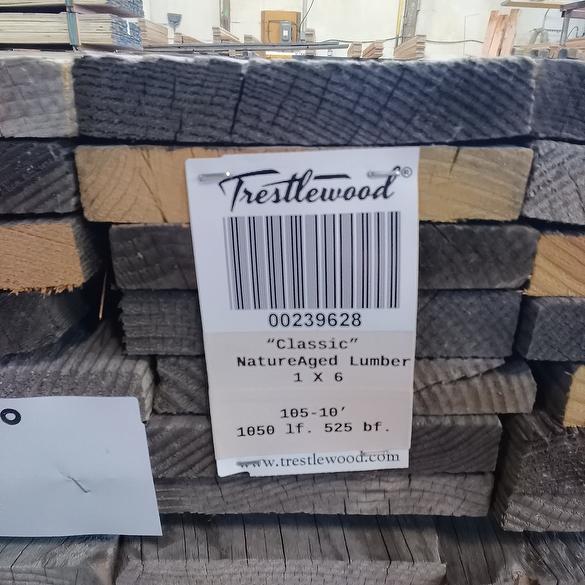 Trestlewood®
00239628
“Classic”
NatureAged Lumber
1 X 6
105-10’
1050 lf. 525 bf.
www.trestlewood.com